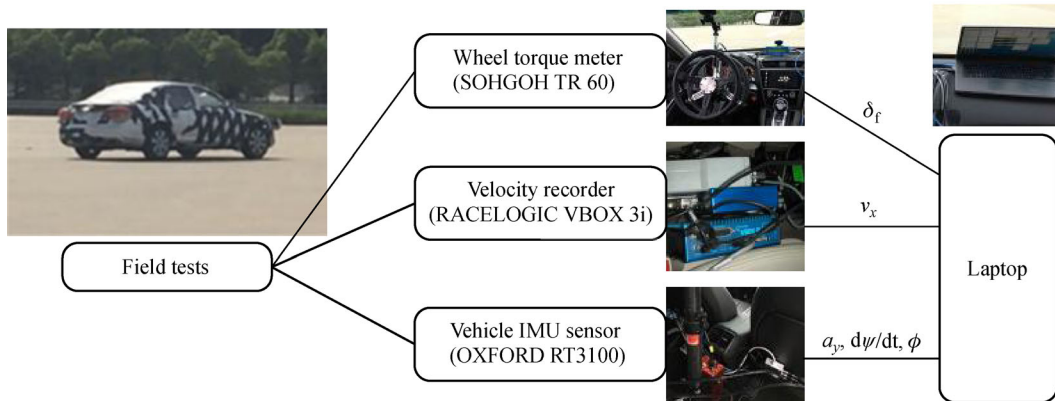 Wheel torque meter
(SOHGOH TR 60)
δf
Velocity recorder
(RACELOGIC VBOX 3i)
vx
Field tests
Laptop
Vehicle IMU sensor
(OXFORD RT3100)
ay, dψ/dt, ϕ